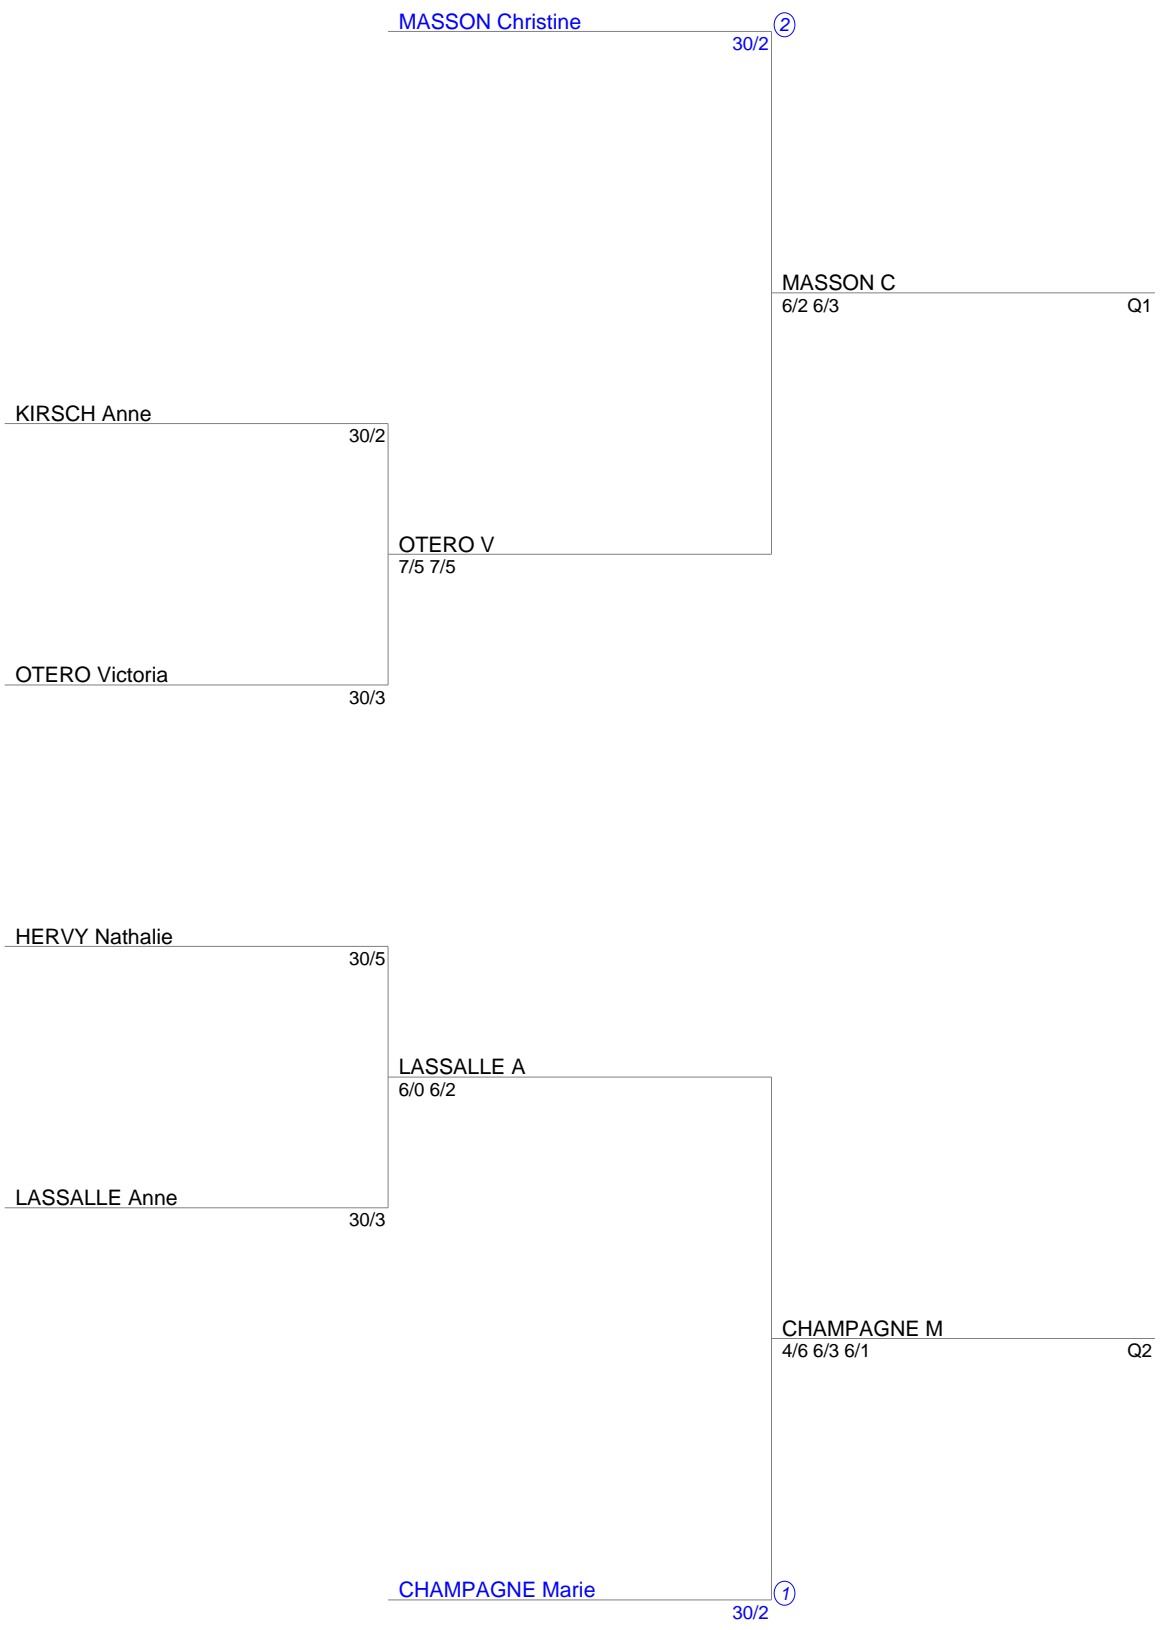 MASSON Christine
2
30/2
MASSON C
6/2 6/3
Q1
KIRSCH Anne
30/2
OTERO V
7/5 7/5
OTERO Victoria
30/3
HERVY Nathalie
30/5
LASSALLE A
6/0 6/2
LASSALLE Anne
30/3
CHAMPAGNE M
4/6 6/3 6/1
Q2
CHAMPAGNE Marie
1
30/2